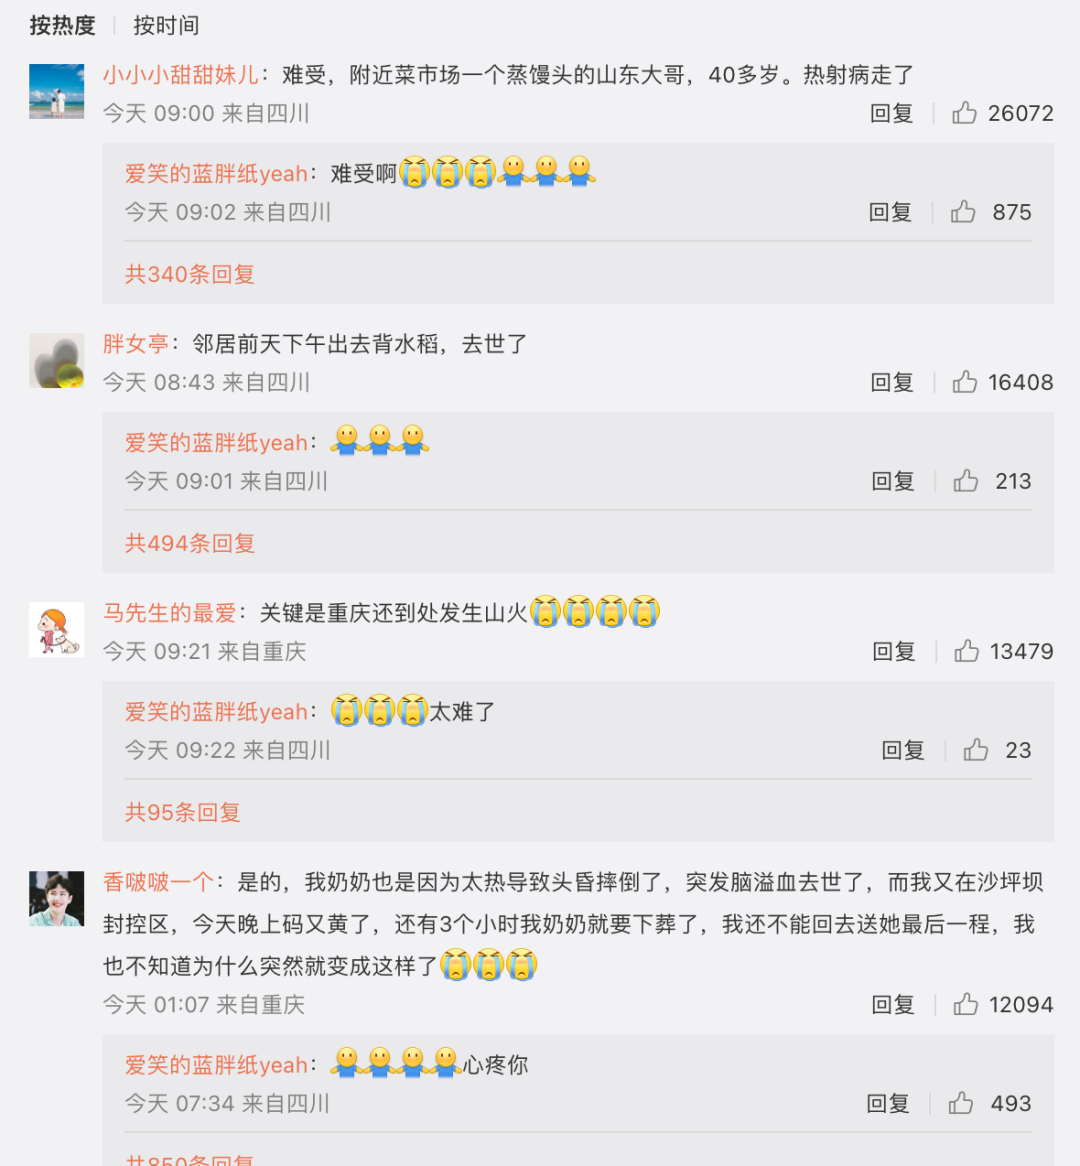 按热度 按时间
小小小甜甜妹儿：难受，附近菜市场一个蒸馒头的山东大哥，40多岁。热射病走了
今天 09:00 来自四川 回复 26072
爱笑的蓝胖纸yeah：难受啊😭😭😭🤷🤷🤷
今天 09:02 来自四川 回复 875
共340条回复
胖女亭：邻居前天下午出去背水稻，去世了
今天 08:43 来自四川 回复 16408
爱笑的蓝胖纸yeah：🤷🤷🤷
今天 09:01 来自四川 回复 213
共494条回复
马先生的最爱：关键是重庆还到处发生山火😭😭😭😭
今天 09:21 来自重庆 回复 13479
爱笑的蓝胖纸yeah：😭😭😭太难了
今天 09:22 来自四川 回复 23
共95条回复
香啵啵一个：是的，我奶奶也是因为太热导致头昏摔倒了，突发脑溢血去世了，而我又在沙坪坝
封控区，今天晚上码又黄了，还有3个小时我奶奶就要下葬了，我还不能回去送她最后一程，我
也不知道为什么突然就变成这样了😭😭😭
今天 01:07 来自重庆 回复 12094
爱笑的蓝胖纸yeah：🤷🤷🤷🤷心疼你
今天 07:34 来自四川 回复 493
共850条回复